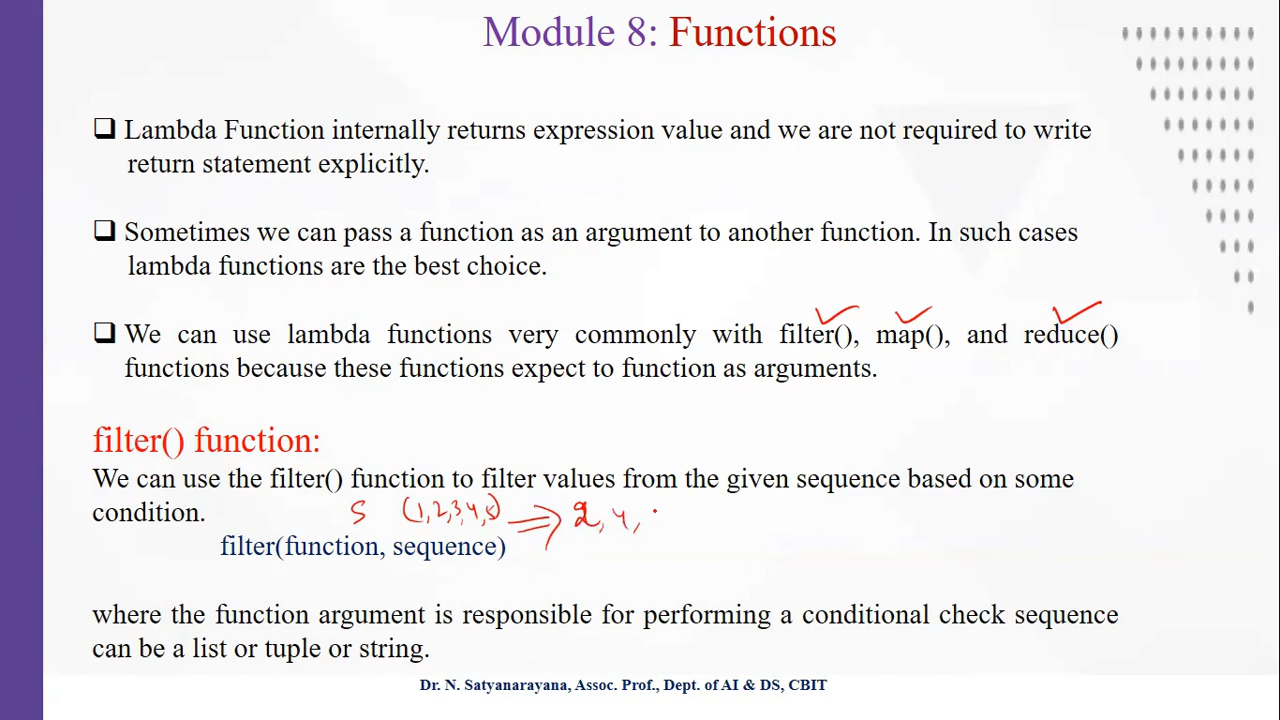 Module 8: Functions
❑ Lambda Function internally returns expression value and we are not required to write
return statement explicitly.
❑ Sometimes we can pass a function as an argument to another function. In such cases
lambda functions are the best choice.
❑ We can use lambda functions very commonly with filter(), map(), and reduce()
functions because these functions expect to function as arguments.
filter() function:
We can use the filter() function to filter values from the given sequence based on some
condition.
S (1,2,3,4,5) ⇒ 2, 4,
filter(function, sequence)
where the function argument is responsible for performing a conditional check sequence
can be a list or tuple or string.
Dr. N. Satyanarayana, Assoc. Prof., Dept. of AI & DS, CBIT